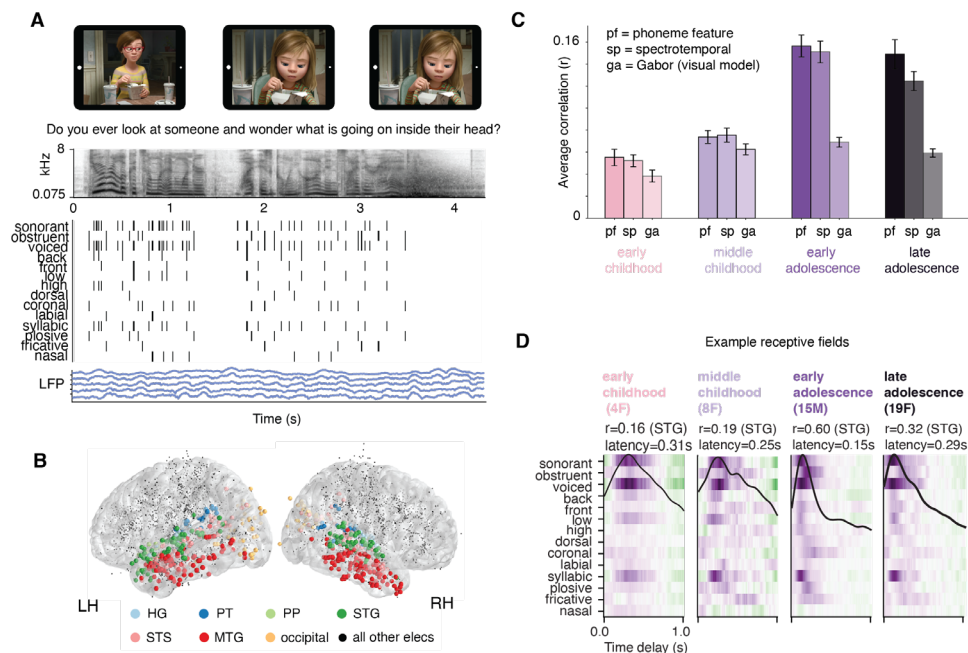 A
Do you ever look at someone and wonder what is going on inside their head?
kHz
8
0.075
0 1 2 3 4
sonorant
obstruent
voiced
back
front
low
high
dorsal
coronal
labial
syllabic
plosive
fricative
nasal
LFP
Time (s)
B
LH
RH
HG PT PP STG
STS MTG occipital all other elecs
C
Average correlation (r)
0.16
0
pf = phoneme feature
sp = spectrotemporal
ga = Gabor (visual model)
pf sp ga pf sp ga pf sp ga pf sp ga
early childhood
middle childhood
early adolescence
late adolescence
D
Example receptive fields
early childhood (4F)
r=0.16 (STG)
latency=0.31s
middle childhood (8F)
r=0.19 (STG)
latency=0.25s
early adolescence (15M)
r=0.60 (STG)
latency=0.15s
late adolescence (19F)
r=0.32 (STG)
latency=0.29s
sonorant
obstruent
voiced
back
front
low
high
dorsal
coronal
labial
syllabic
plosive
fricative
nasal
0.0 1.0
Time delay (s)